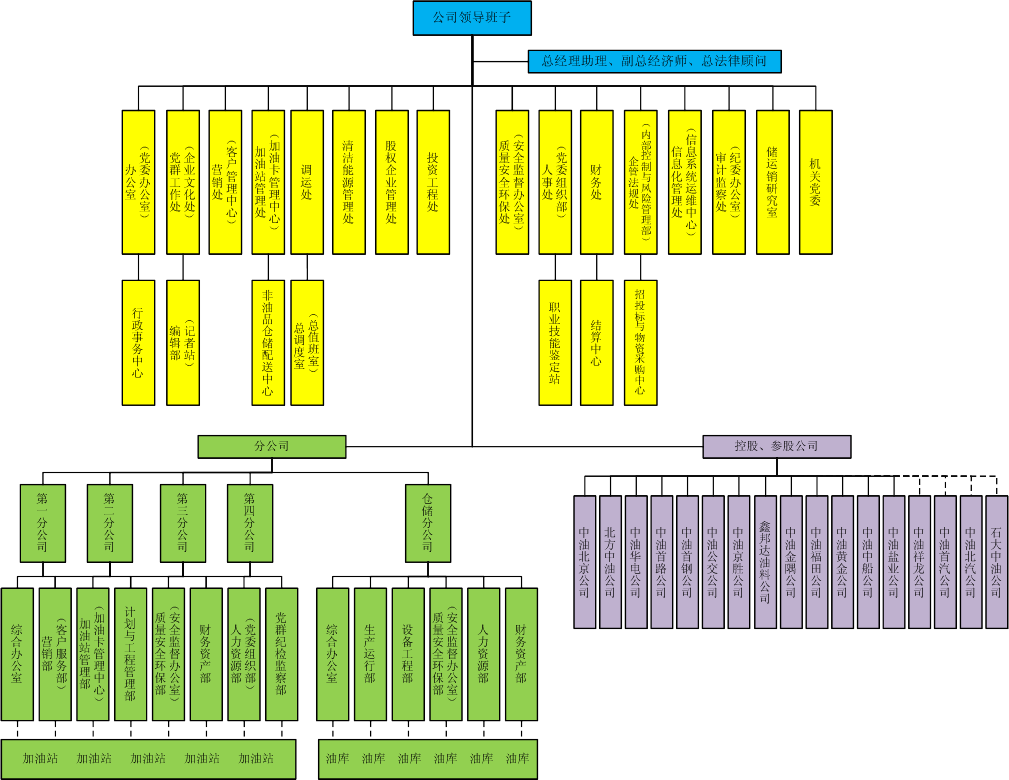 公司领导班子
总经理助理、副总经济师、总法律顾问
办公室
（党委办公室）
党群工作处
（企业文化处）
营销处
（客户管理中心）
加油站管理处
（加油卡管理中心）
调运处
清洁能源管理处
股权企业管理处
投资工程处
质量安全环保处
（安全监督办公室）
人事处
（党委组织部）
财务处
企管法规处
（内部控制与风险管理部）
信息化管理处
（信息系统运维中心）
审计监察处
（纪委办公室）
储运销研究室
机关党委
行政事务中心
编辑部
（记者站）
非油品仓储配送中心
总调度室
（总值班室）
职业技能鉴定站
结算中心
招投标与物资采购中心
分公司
控股、参股公司
第一分公司
第二分公司
第三分公司
第四分公司
仓储分公司
中油北京公司
北方中油公司
中油华电公司
中油首路公司
中油首钢公司
中油公交公司
中油京胜公司
鑫邦达油料公司
中油金隅公司
中油福田公司
中油黄金公司
中油中船公司
中油盐业公司
中油祥龙公司
中油首汽公司
中油北汽公司
石大中油公司
综合办公室
营销部
（客户服务部）
加油站管理部
（加油卡管理中心）
计划与工程管理部
质量安全环保部
（安全监督办公室）
财务资产部
人力资源部
（党委组织部）
党群纪检监察部
综合办公室
生产运行部
设备工程部
质量安全环保部
（安全监督办公室）
人力资源部
财务资产部
加油站 加油站 加油站 加油站 加油站
油库 油库 油库 油库 油库 油库